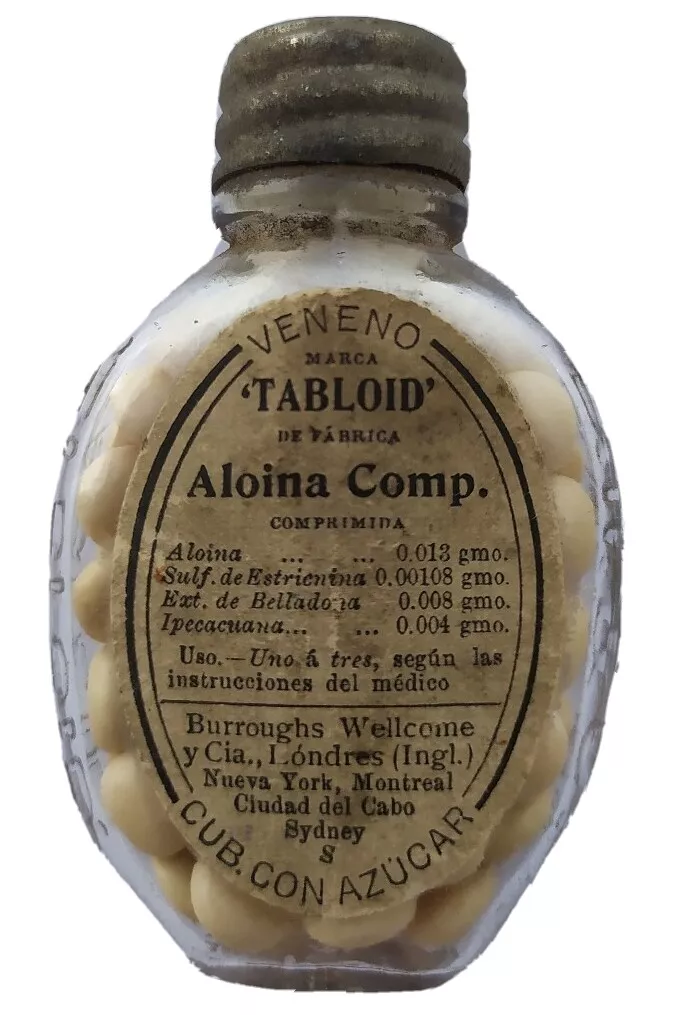 VENENO
MARCA
‘TABLOID’
DE FÁBRICA
Aloina Comp.
COMPRIMIDA
Aloina ... ... 0.013 gmo.
Sulf. de Estricnina 0.00108 gmo.
Ext. de Belladona 0.008 gmo.
Ipecacuana... ... 0.004 gmo.
Uso.—Uno á tres, según las
instrucciones del médico
Burroughs Wellcome
y Cia., Lóndres (Ingl.)
Nueva York, Montreal
Ciudad del Cabo
Sydney
S
CUB. CON AZÚCAR